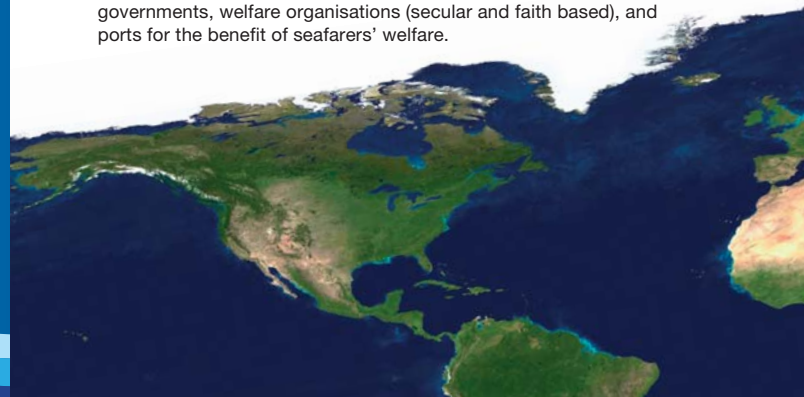 governments, welfare organisations (secular and faith based), and
ports for the benefit of seafarers’ welfare.